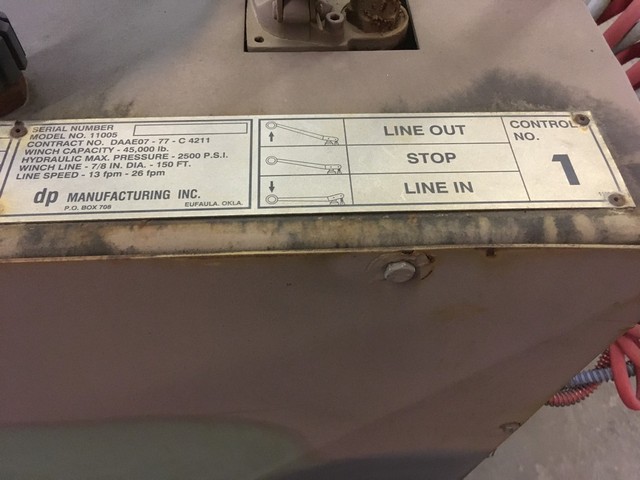 SERIAL NUMBER
MODEL NO. 11005
CONTRACT NO. DAAE07 - 77 - C 4211
WINCH CAPACITY - 45,000 lb.
HYDRAULIC MAX. PRESSURE - 2500 P.S.I.
WINCH LINE - 7/8 IN. DIA. - 150 FT.
LINE SPEED - 13 fpm - 26 fpm
dp MANUFACTURING INC.
P.O. BOX 708
EUFAULA, OKLA.
LINE OUT
STOP
LINE IN
CONTROL
NO.
1